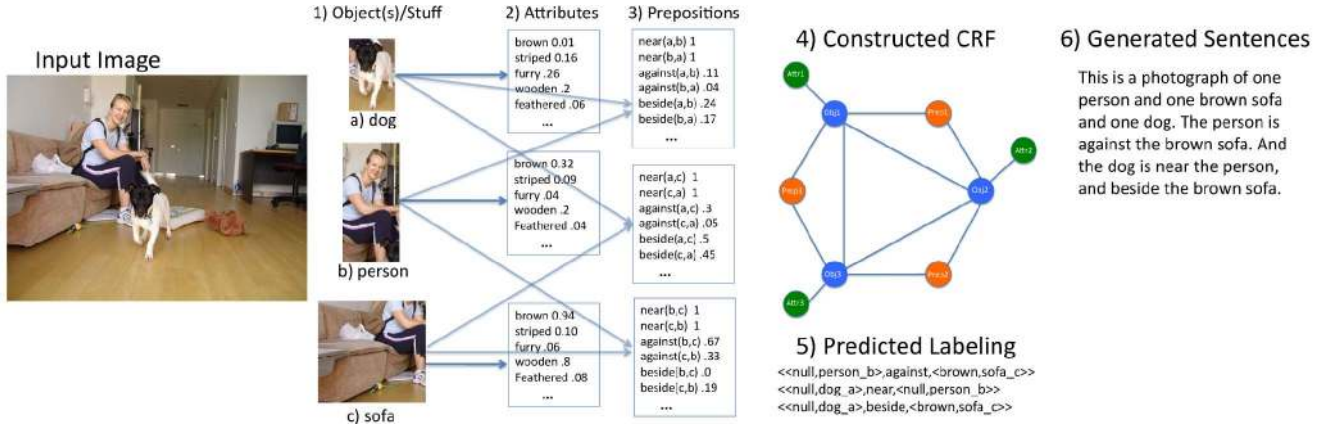 Input Image
1) Object(s)/Stuff
a) dog
b) person
c) sofa
2) Attributes
brown 0.01
striped 0.16
furry .26
wooden .2
feathered .06
...
brown 0.32
striped 0.09
furry .04
wooden .2
Feathered .04
...
brown 0.94
striped 0.10
furry .06
wooden .8
Feathered .08
...
3) Prepositions
near(a,b) 1
near(b,a) 1
against(a,b) .11
against(b,a) .04
beside(a,b) .24
beside(b,a) .17
...
near(a,c) 1
near(c,a) 1
against(a,c) .3
against(c,a) .05
beside(a,c) .5
beside(c,a) .45
...
near(b,c) 1
near(c,b) 1
against(b,c) .67
against(c,b) .33
beside(b,c) .0
beside(c,b) .19
...
4) Constructed CRF
Attr1
Obj1
Prep1
Attr2
Obj2
Prep3
Obj3
Prep2
Attr3
5) Predicted Labeling
<<null,person_b>,against,<brown,sofa_c>>
<<null,dog_a>,near,<null,person_b>>
<<null,dog_a>,beside,<brown,sofa_c>>
6) Generated Sentences
This is a photograph of one
person and one brown sofa
and one dog. The person is
against the brown sofa. And
the dog is near the person,
and beside the brown sofa.